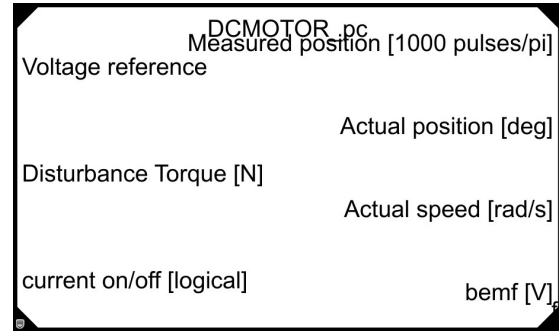 DCMOTOR_pc
Measured position [1000 pulses/pi]
Voltage reference
Actual position [deg]
Disturbance Torque [N]
Actual speed [rad/s]
current on/off [logical]
bemf [V]